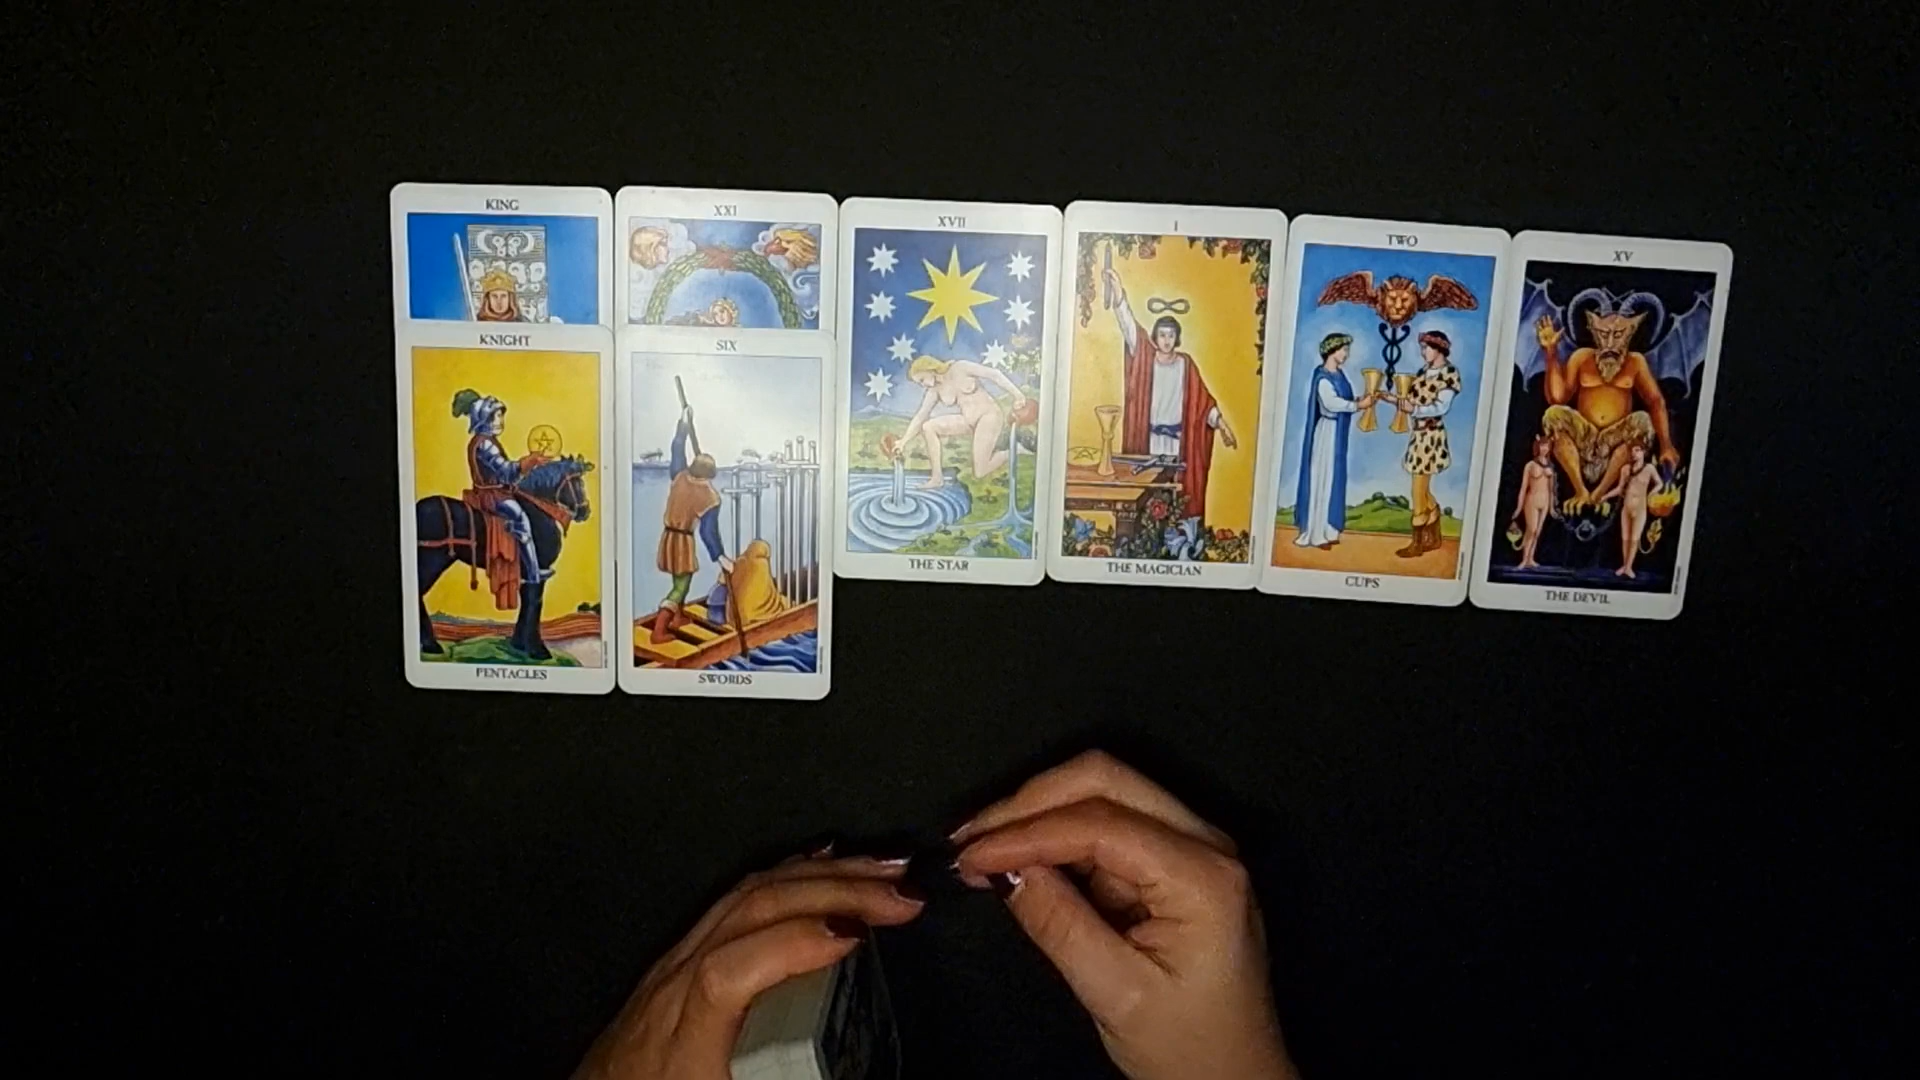 KING
KNIGHT
PENTACLES
XXI
SIX
SWORDS
XVII
THE STAR
I
THE MAGICIAN
TWO
CUPS
XV
THE DEVIL